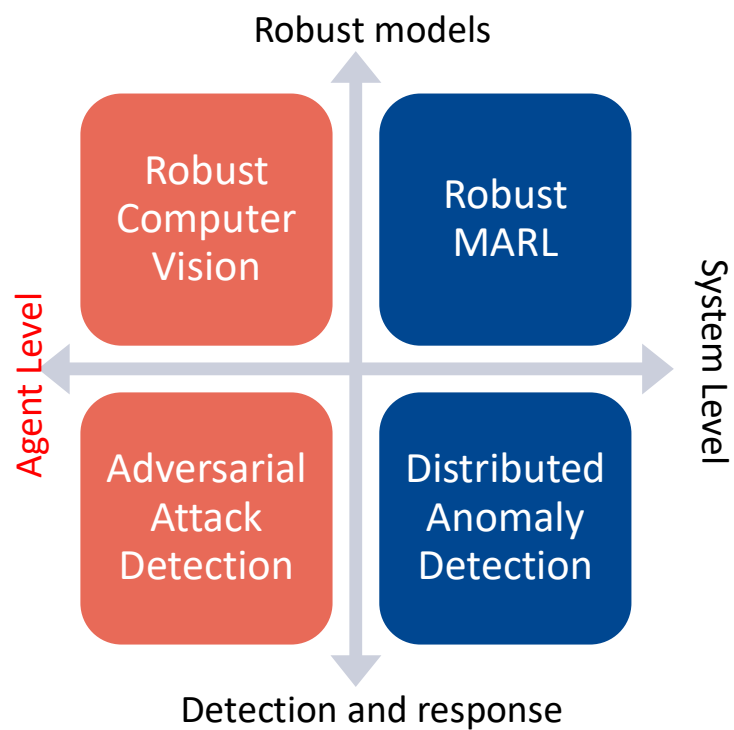 Robust models
Robust
Computer
Vision
Robust
MARL
Agent Level
System Level
Adversarial
Attack
Detection
Distributed
Anomaly
Detection
Detection and response